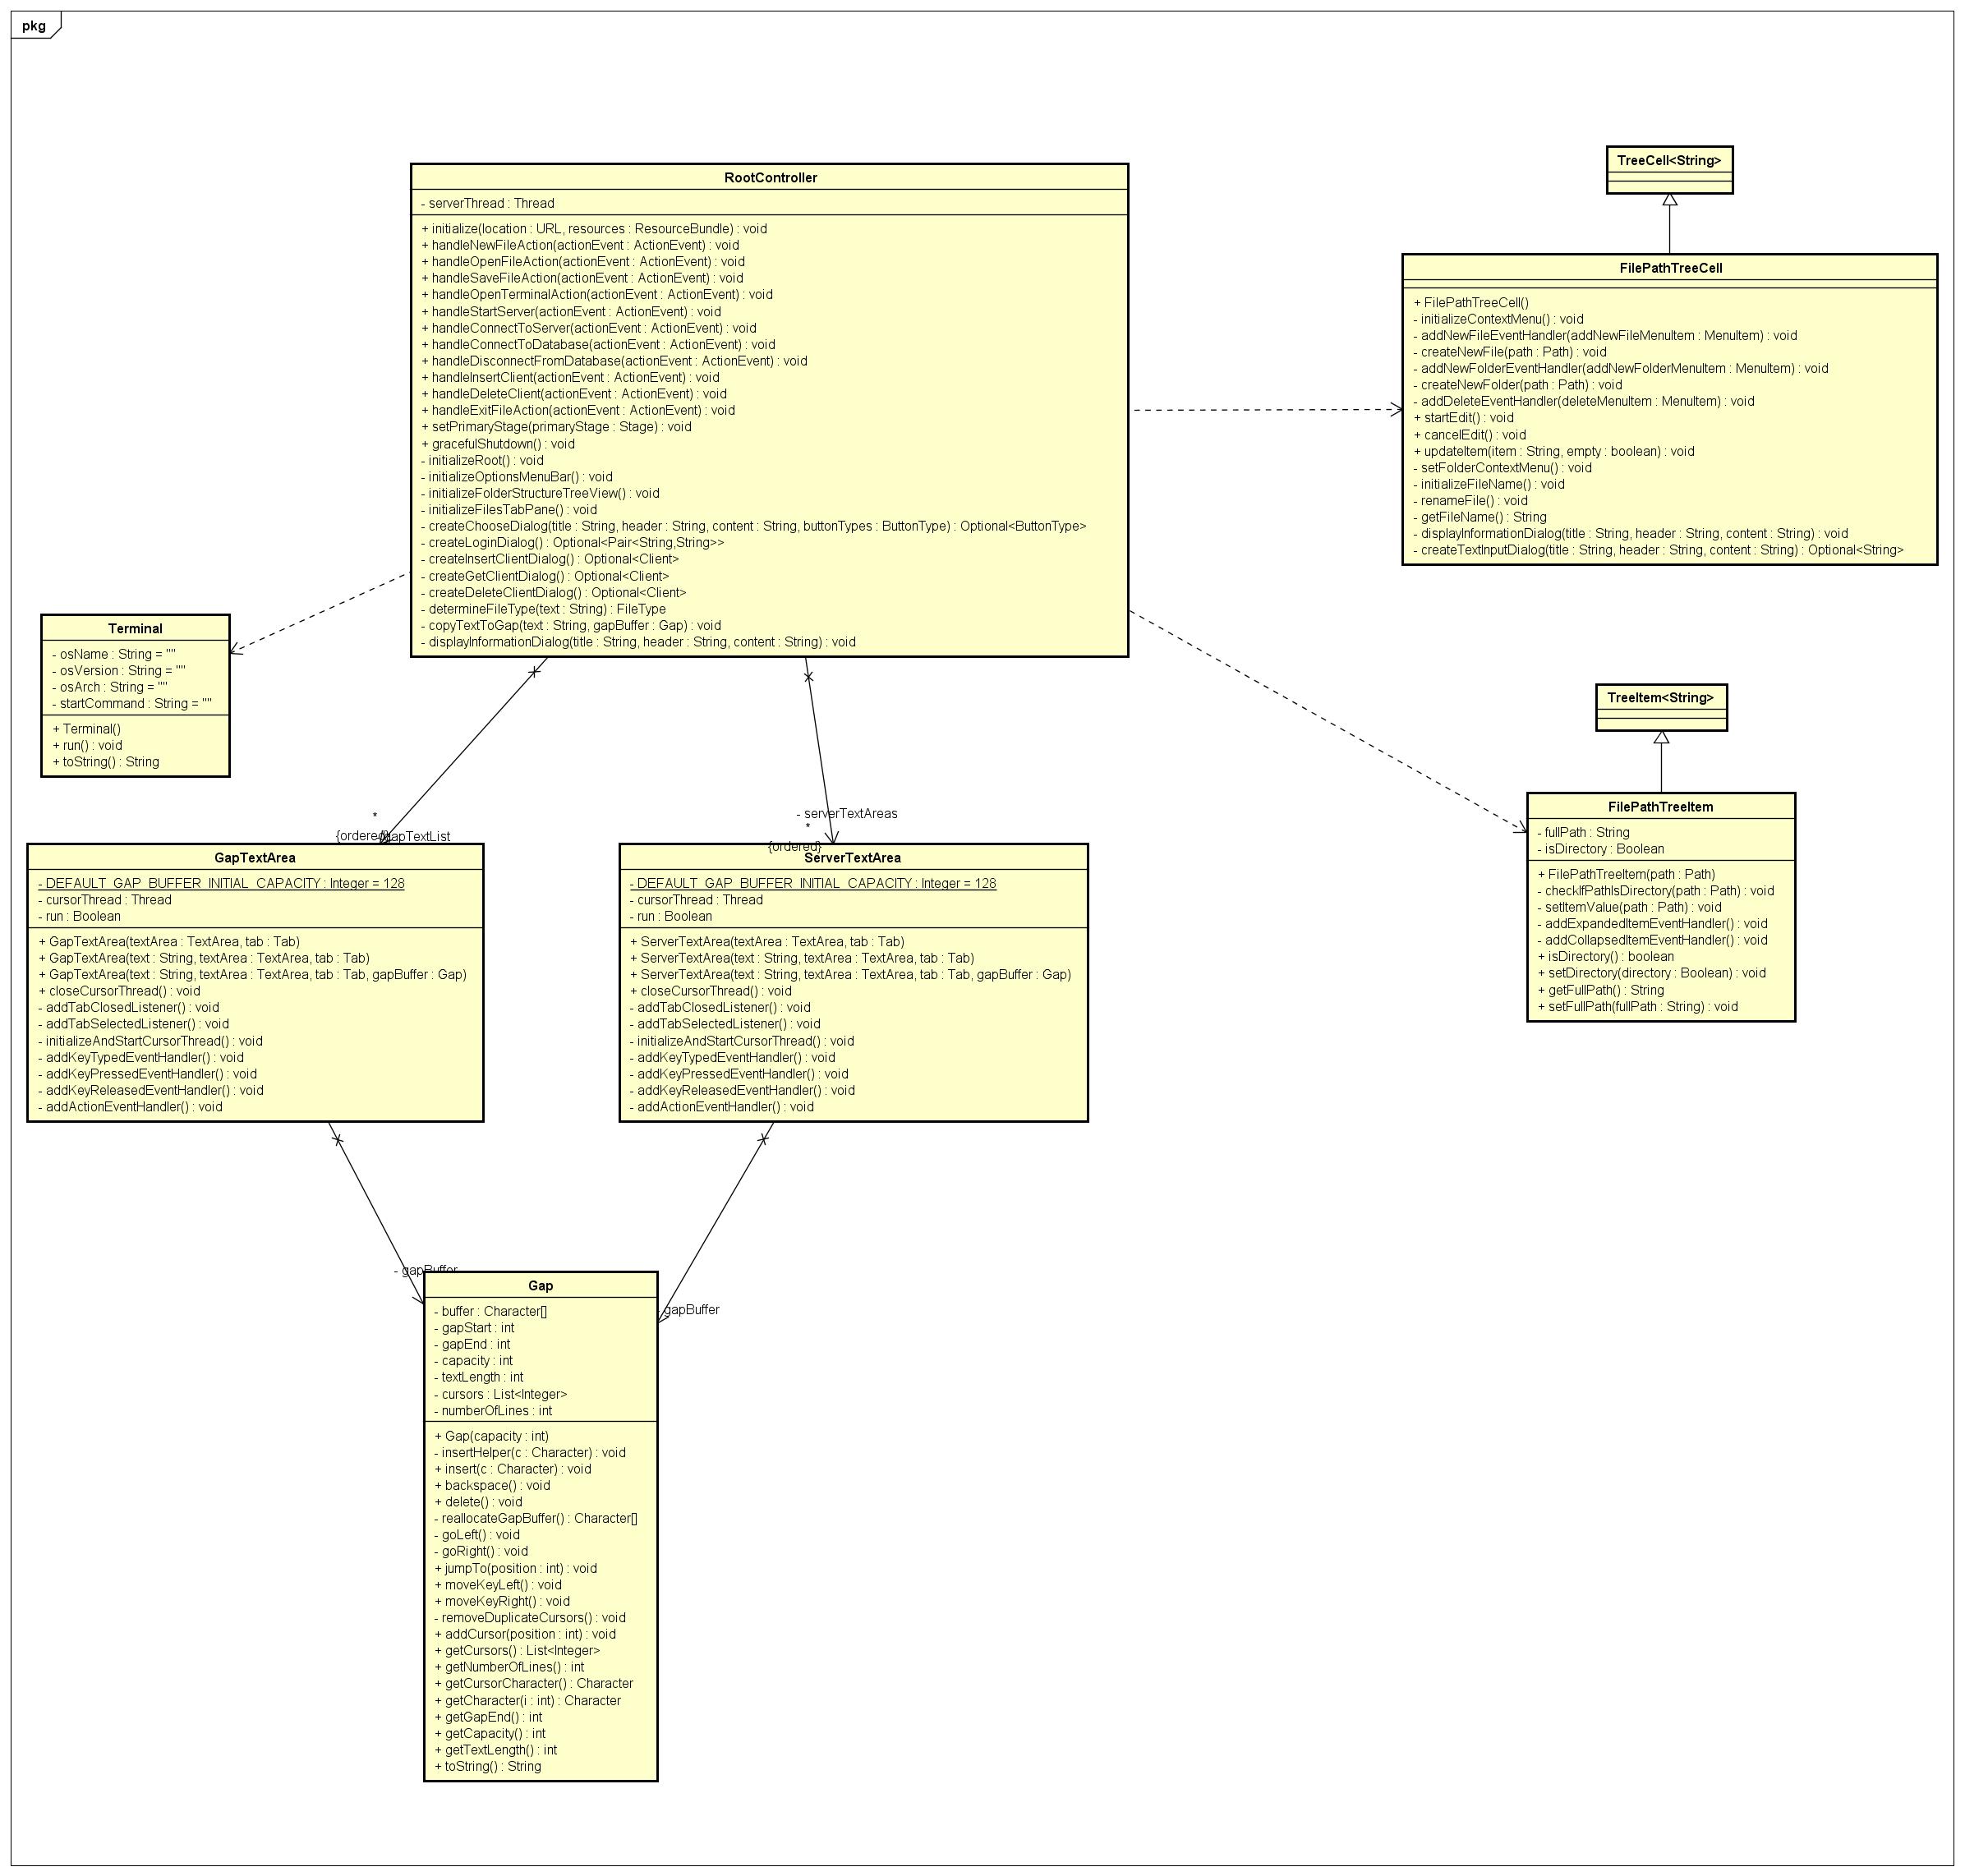 pkg
RootController
- serverThread : Thread
+ initialize(location : URL, resources : ResourceBundle) : void
+ handleNewFileAction(actionEvent : ActionEvent) : void
+ handleOpenFileAction(actionEvent : ActionEvent) : void
+ handleSaveFileAction(actionEvent : ActionEvent) : void
+ handleOpenTerminalAction(actionEvent : ActionEvent) : void
+ handleStartServer(actionEvent : ActionEvent) : void
+ handleConnectToServer(actionEvent : ActionEvent) : void
+ handleConnectToDatabase(actionEvent : ActionEvent) : void
+ handleDisconnectFromDatabase(actionEvent : ActionEvent) : void
+ handleInsertClient(actionEvent : ActionEvent) : void
+ handleDeleteClient(actionEvent : ActionEvent) : void
+ handleExitFileAction(actionEvent : ActionEvent) : void
+ setPrimaryStage(primaryStage : Stage) : void
+ gracefulShutdown() : void
- initializeRoot() : void
- initializeOptionsMenuBar() : void
- initializeFolderStructureTreeView() : void
- initializeFilesTabPane() : void
- createChooseDialog(title : String, header : String, content : String, buttonTypes : ButtonType) : Optional<ButtonType>
- createLoginDialog() : Optional<Pair<String,String>>
- createInsertClientDialog() : Optional<Client>
- createGetClientDialog() : Optional<Client>
- createDeleteClientDialog() : Optional<Client>
- determineFileType(text : String) : FileType
- copyTextToGap(text : String, gapBuffer : Gap) : void
- displayInformationDialog(title : String, header : String, content : String) : void
TreeCell<String>
FilePathTreeCell
+ FilePathTreeCell()
- initializeContextMenu() : void
- addNewFileEventHandler(addNewFileMenuItem : MenuItem) : void
- createNewFile(path : Path) : void
- addNewFolderEventHandler(addNewFolderMenuItem : MenuItem) : void
- createNewFolder(path : Path) : void
- addDeleteEventHandler(deleteMenuItem : MenuItem) : void
+ startEdit() : void
+ cancelEdit() : void
+ updateItem(item : String, empty : boolean) : void
- setFolderContextMenu() : void
- initializeFileName() : void
- renameFile() : void
- getFileName() : String
- displayInformationDialog(title : String, header : String, content : String) : void
- createTextInputDialog(title : String, header : String, content : String) : Optional<String>
Terminal
- osName : String = ""
- osVersion : String = ""
- osArch : String = ""
- startCommand : String = ""
+ Terminal()
+ run() : void
+ toString() : String
TreeItem<String>
FilePathTreeItem
- fullPath : String
- isDirectory : Boolean
+ FilePathTreeItem(path : Path)
- checkIfPathIsDirectory(path : Path) : void
- setItemValue(path : Path) : void
- addExpandedItemEventHandler() : void
- addCollapsedItemEventHandler() : void
+ isDirectory() : boolean
+ setDirectory(directory : Boolean) : void
+ getFullPath() : String
+ setFullPath(fullPath : String) : void
*
{ordered}
gapTextList
- serverTextAreas
*
{ordered}
GapTextArea
- DEFAULT_GAP_BUFFER_INITIAL_CAPACITY : Integer = 128
- cursorThread : Thread
- run : Boolean
+ GapTextArea(textArea : TextArea, tab : Tab)
+ GapTextArea(text : String, textArea : TextArea, tab : Tab)
+ GapTextArea(text : String, textArea : TextArea, tab : Tab, gapBuffer : Gap)
+ closeCursorThread() : void
- addTabClosedListener() : void
- addTabSelectedListener() : void
- initializeAndStartCursorThread() : void
- addKeyTypedEventHandler() : void
- addKeyPressedEventHandler() : void
- addKeyReleasedEventHandler() : void
- addActionEventHandler() : void
ServerTextArea
- DEFAULT_GAP_BUFFER_INITIAL_CAPACITY : Integer = 128
- cursorThread : Thread
- run : Boolean
+ ServerTextArea(textArea : TextArea, tab : Tab)
+ ServerTextArea(text : String, textArea : TextArea, tab : Tab)
+ ServerTextArea(text : String, textArea : TextArea, tab : Tab, gapBuffer : Gap)
+ closeCursorThread() : void
- addTabClosedListener() : void
- addTabSelectedListener() : void
- initializeAndStartCursorThread() : void
- addKeyTypedEventHandler() : void
- addKeyPressedEventHandler() : void
- addKeyReleasedEventHandler() : void
- addActionEventHandler() : void
- gapBuffer
- gapBuffer
Gap
- buffer : Character[]
- gapStart : int
- gapEnd : int
- capacity : int
- textLength : int
- cursors : List<Integer>
- numberOfLines : int
+ Gap(capacity : int)
- insertHelper(c : Character) : void
+ insert(c : Character) : void
+ backspace() : void
+ delete() : void
- reallocateGapBuffer() : Character[]
- goLeft() : void
- goRight() : void
+ jumpTo(position : int) : void
+ moveKeyLeft() : void
+ moveKeyRight() : void
- removeDuplicateCursors() : void
+ addCursor(position : int) : void
+ getCursors() : List<Integer>
+ getNumberOfLines() : int
+ getCursorCharacter() : Character
+ getCharacter(i : int) : Character
+ getGapEnd() : int
+ getCapacity() : int
+ getTextLength() : int
+ toString() : String